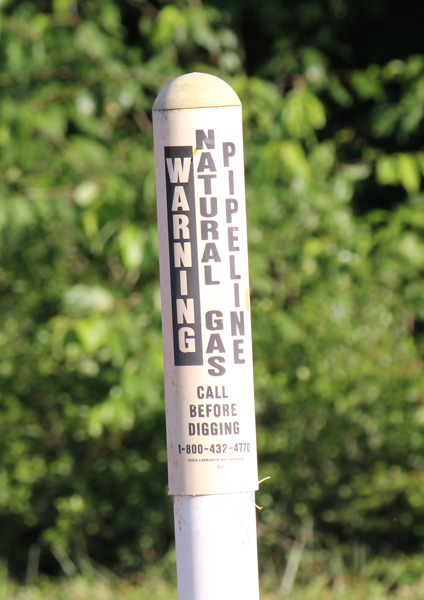 WARNING
NATURAL GAS
PIPELINE
CALL
BEFORE
DIGGING
1-800-432-4770